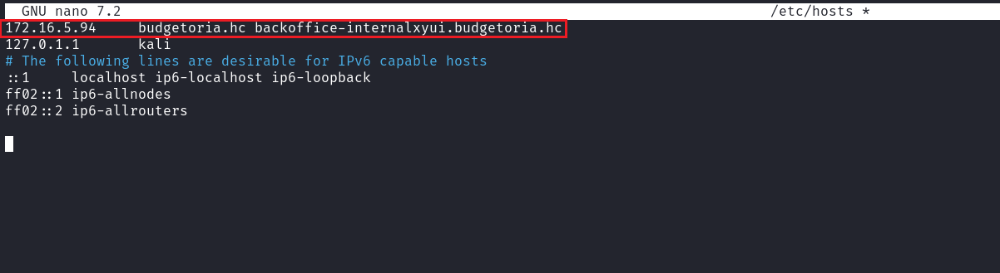 GNU nano 7.2 /etc/hosts *
172.16.5.94 budgetoria.hc backoffice-internalxyui.budgetoria.hc
127.0.1.1 kali
# The following lines are desirable for IPv6 capable hosts
::1 localhost ip6-localhost ip6-loopback
ff02::1 ip6-allnodes
ff02::2 ip6-allrouters